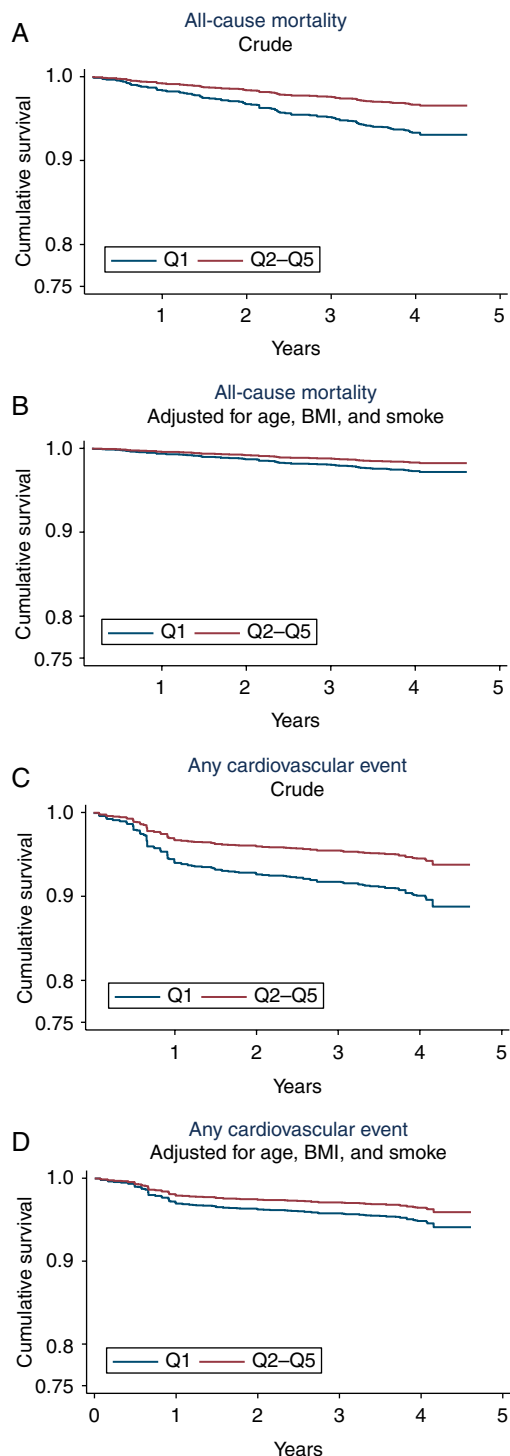 A
All-cause mortality
Crude
Cumulative survival
1.0
0.9
0.8
0.75
Q1 Q2–Q5
1 2 3 4 5
Years
B
All-cause mortality
Adjusted for age, BMI, and smoke
Cumulative survival
1.0
0.9
0.8
0.75
Q1 Q2–Q5
1 2 3 4 5
Years
C
Any cardiovascular event
Crude
Cumulative survival
1.0
0.9
0.8
0.75
Q1 Q2–Q5
1 2 3 4 5
Years
D
Any cardiovascular event
Adjusted for age, BMI, and smoke
Cumulative survival
1.0
0.9
0.8
0.75
Q1 Q2–Q5
0 1 2 3 4 5
Years